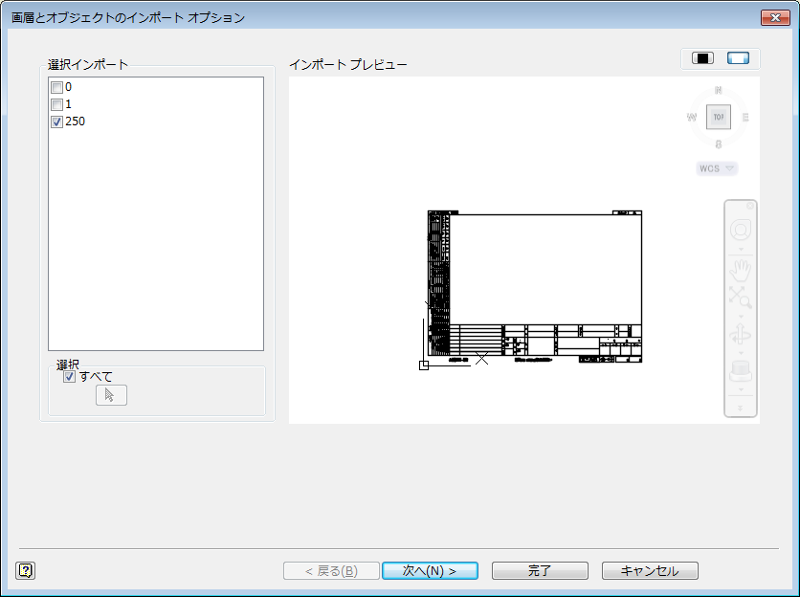 画層とオブジェクトのインポート オプション
選択インポート
インポート プレビュー
0
1
250
N
W
TOP
E
S
WCS
選択
すべて
< 戻る(B)
次へ(N) >
完了
キャンセル